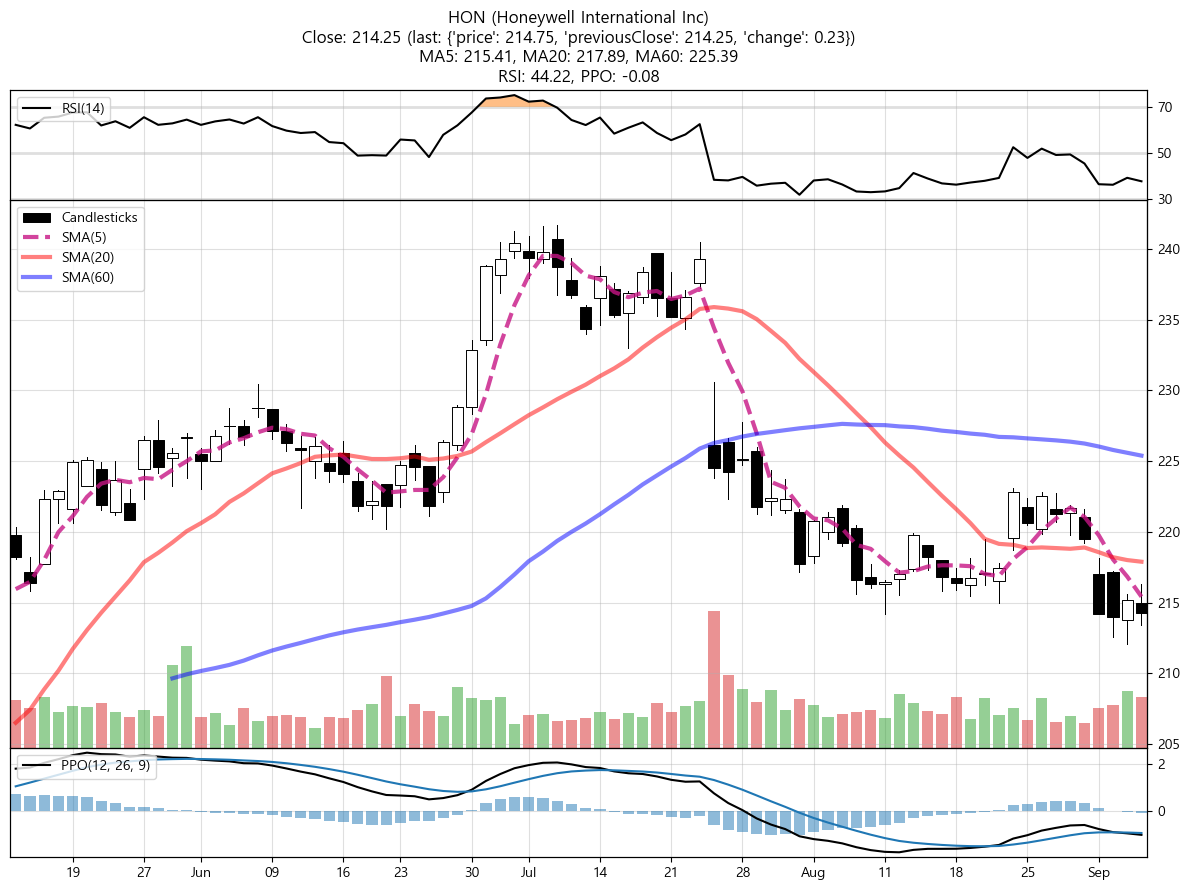 HON (Honeywell International Inc)
Close: 214.25 (last: {'price': 214.75, 'previousClose': 214.25, 'change': 0.23})
MA5: 215.41, MA20: 217.89, MA60: 225.39
RSI: 44.22, PPO: -0.08
RSI(14)
70
50
30
Candlesticks
SMA(5)
SMA(20)
SMA(60)
240
235
230
225
220
215
210
205
PPO(12, 26, 9)
2
0
19 27 Jun 09 16 23 30 Jul 14 21 28 Aug 11 18 25 Sep